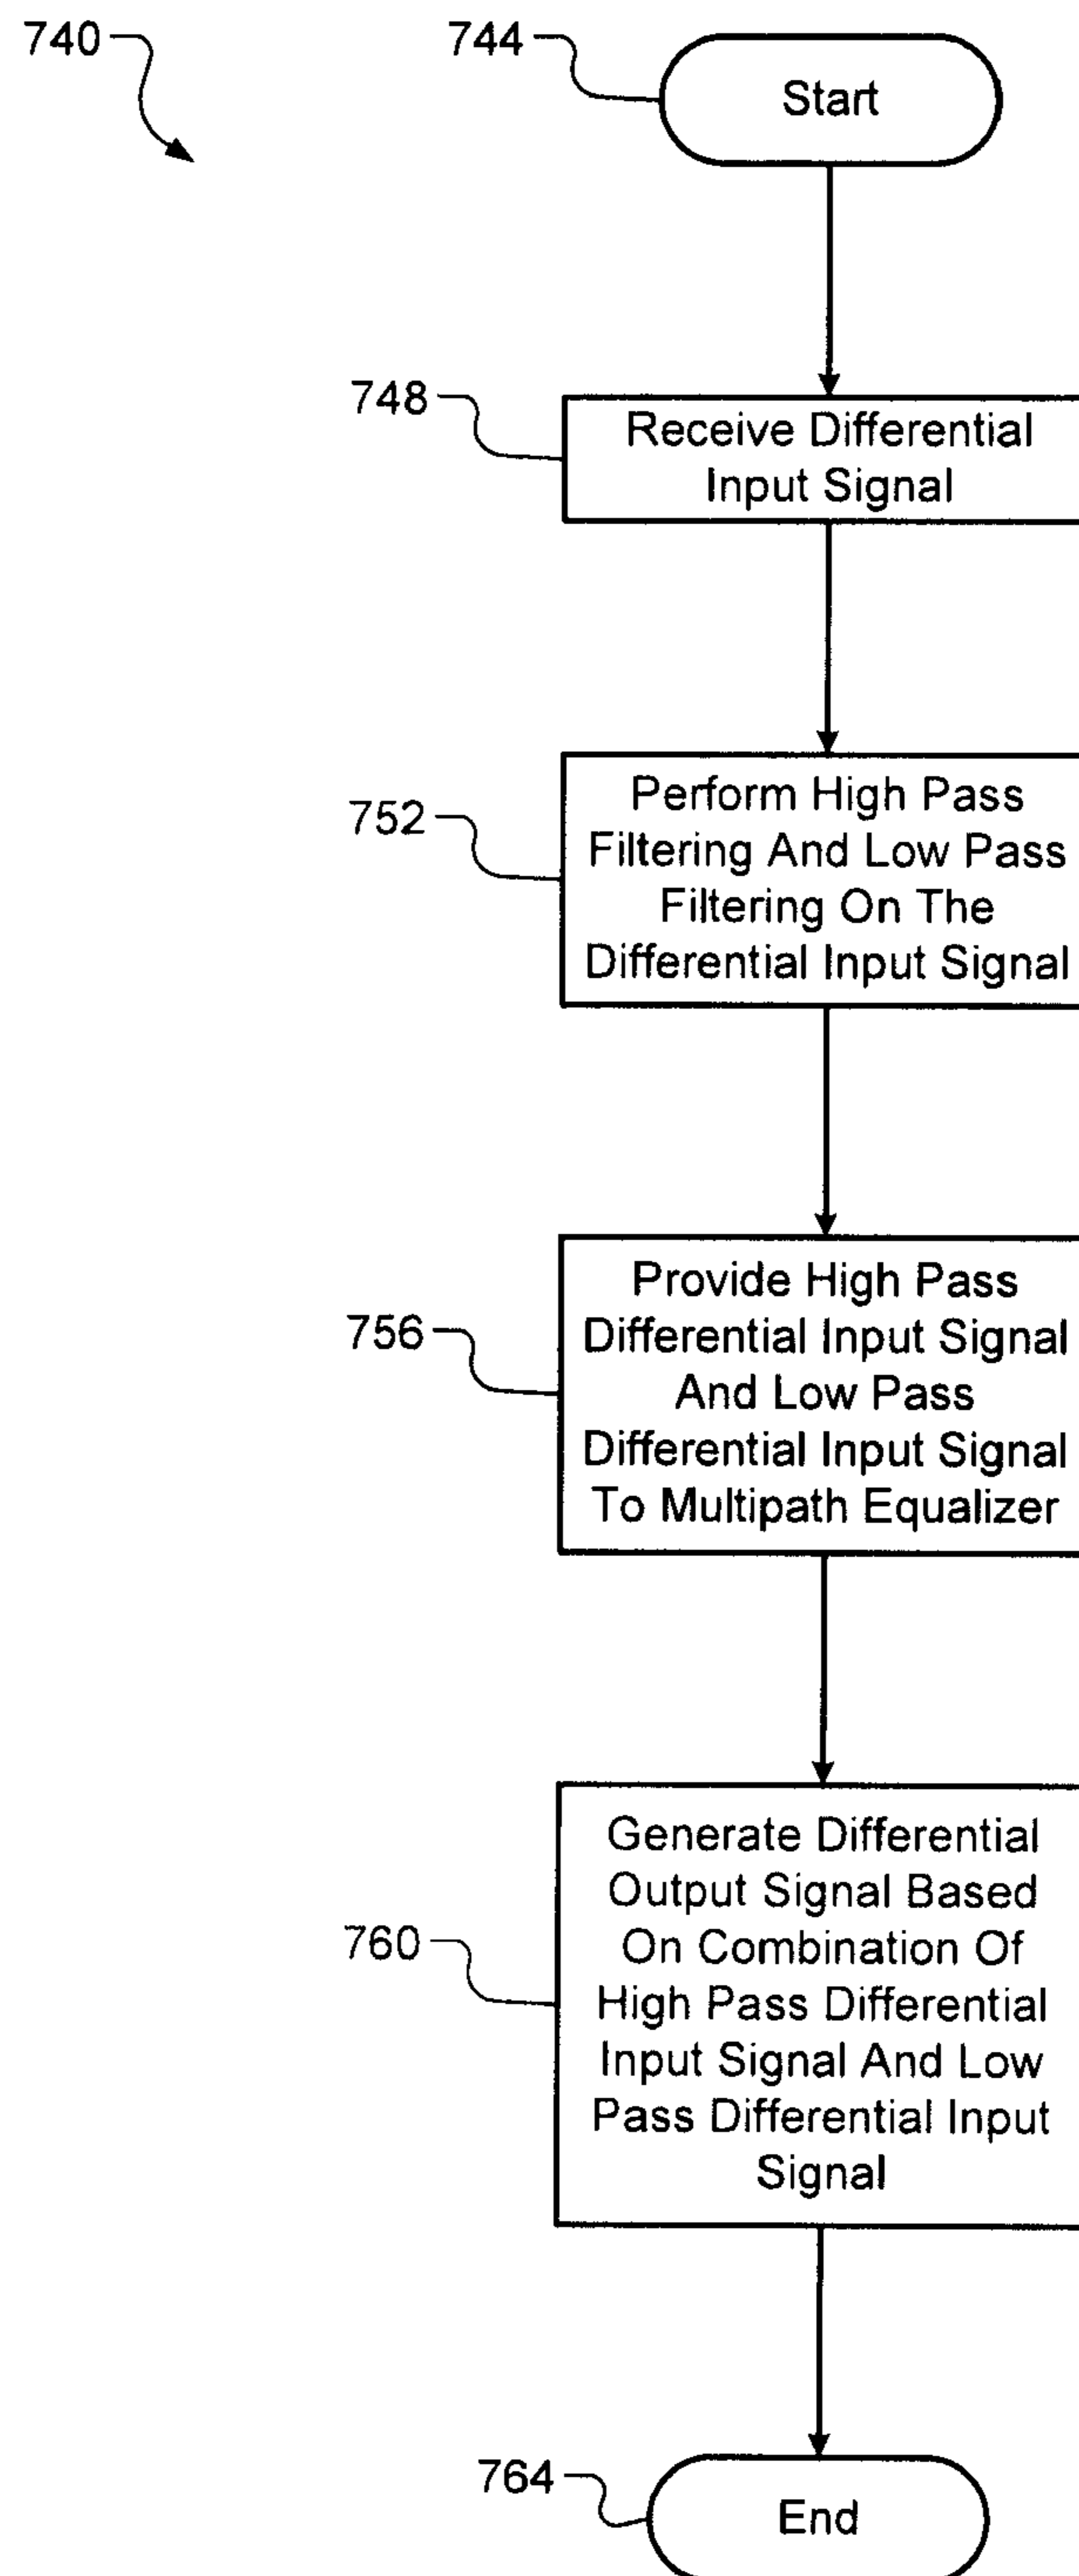 740
744
Start
748
Receive Differential
Input Signal
752
Perform High Pass
Filtering And Low Pass
Filtering On The
Differential Input Signal
756
Provide High Pass
Differential Input Signal
And Low Pass
Differential Input Signal
To Multipath Equalizer
760
Generate Differential
Output Signal Based
On Combination Of
High Pass Differential
Input Signal And Low
Pass Differential Input
Signal
764
End